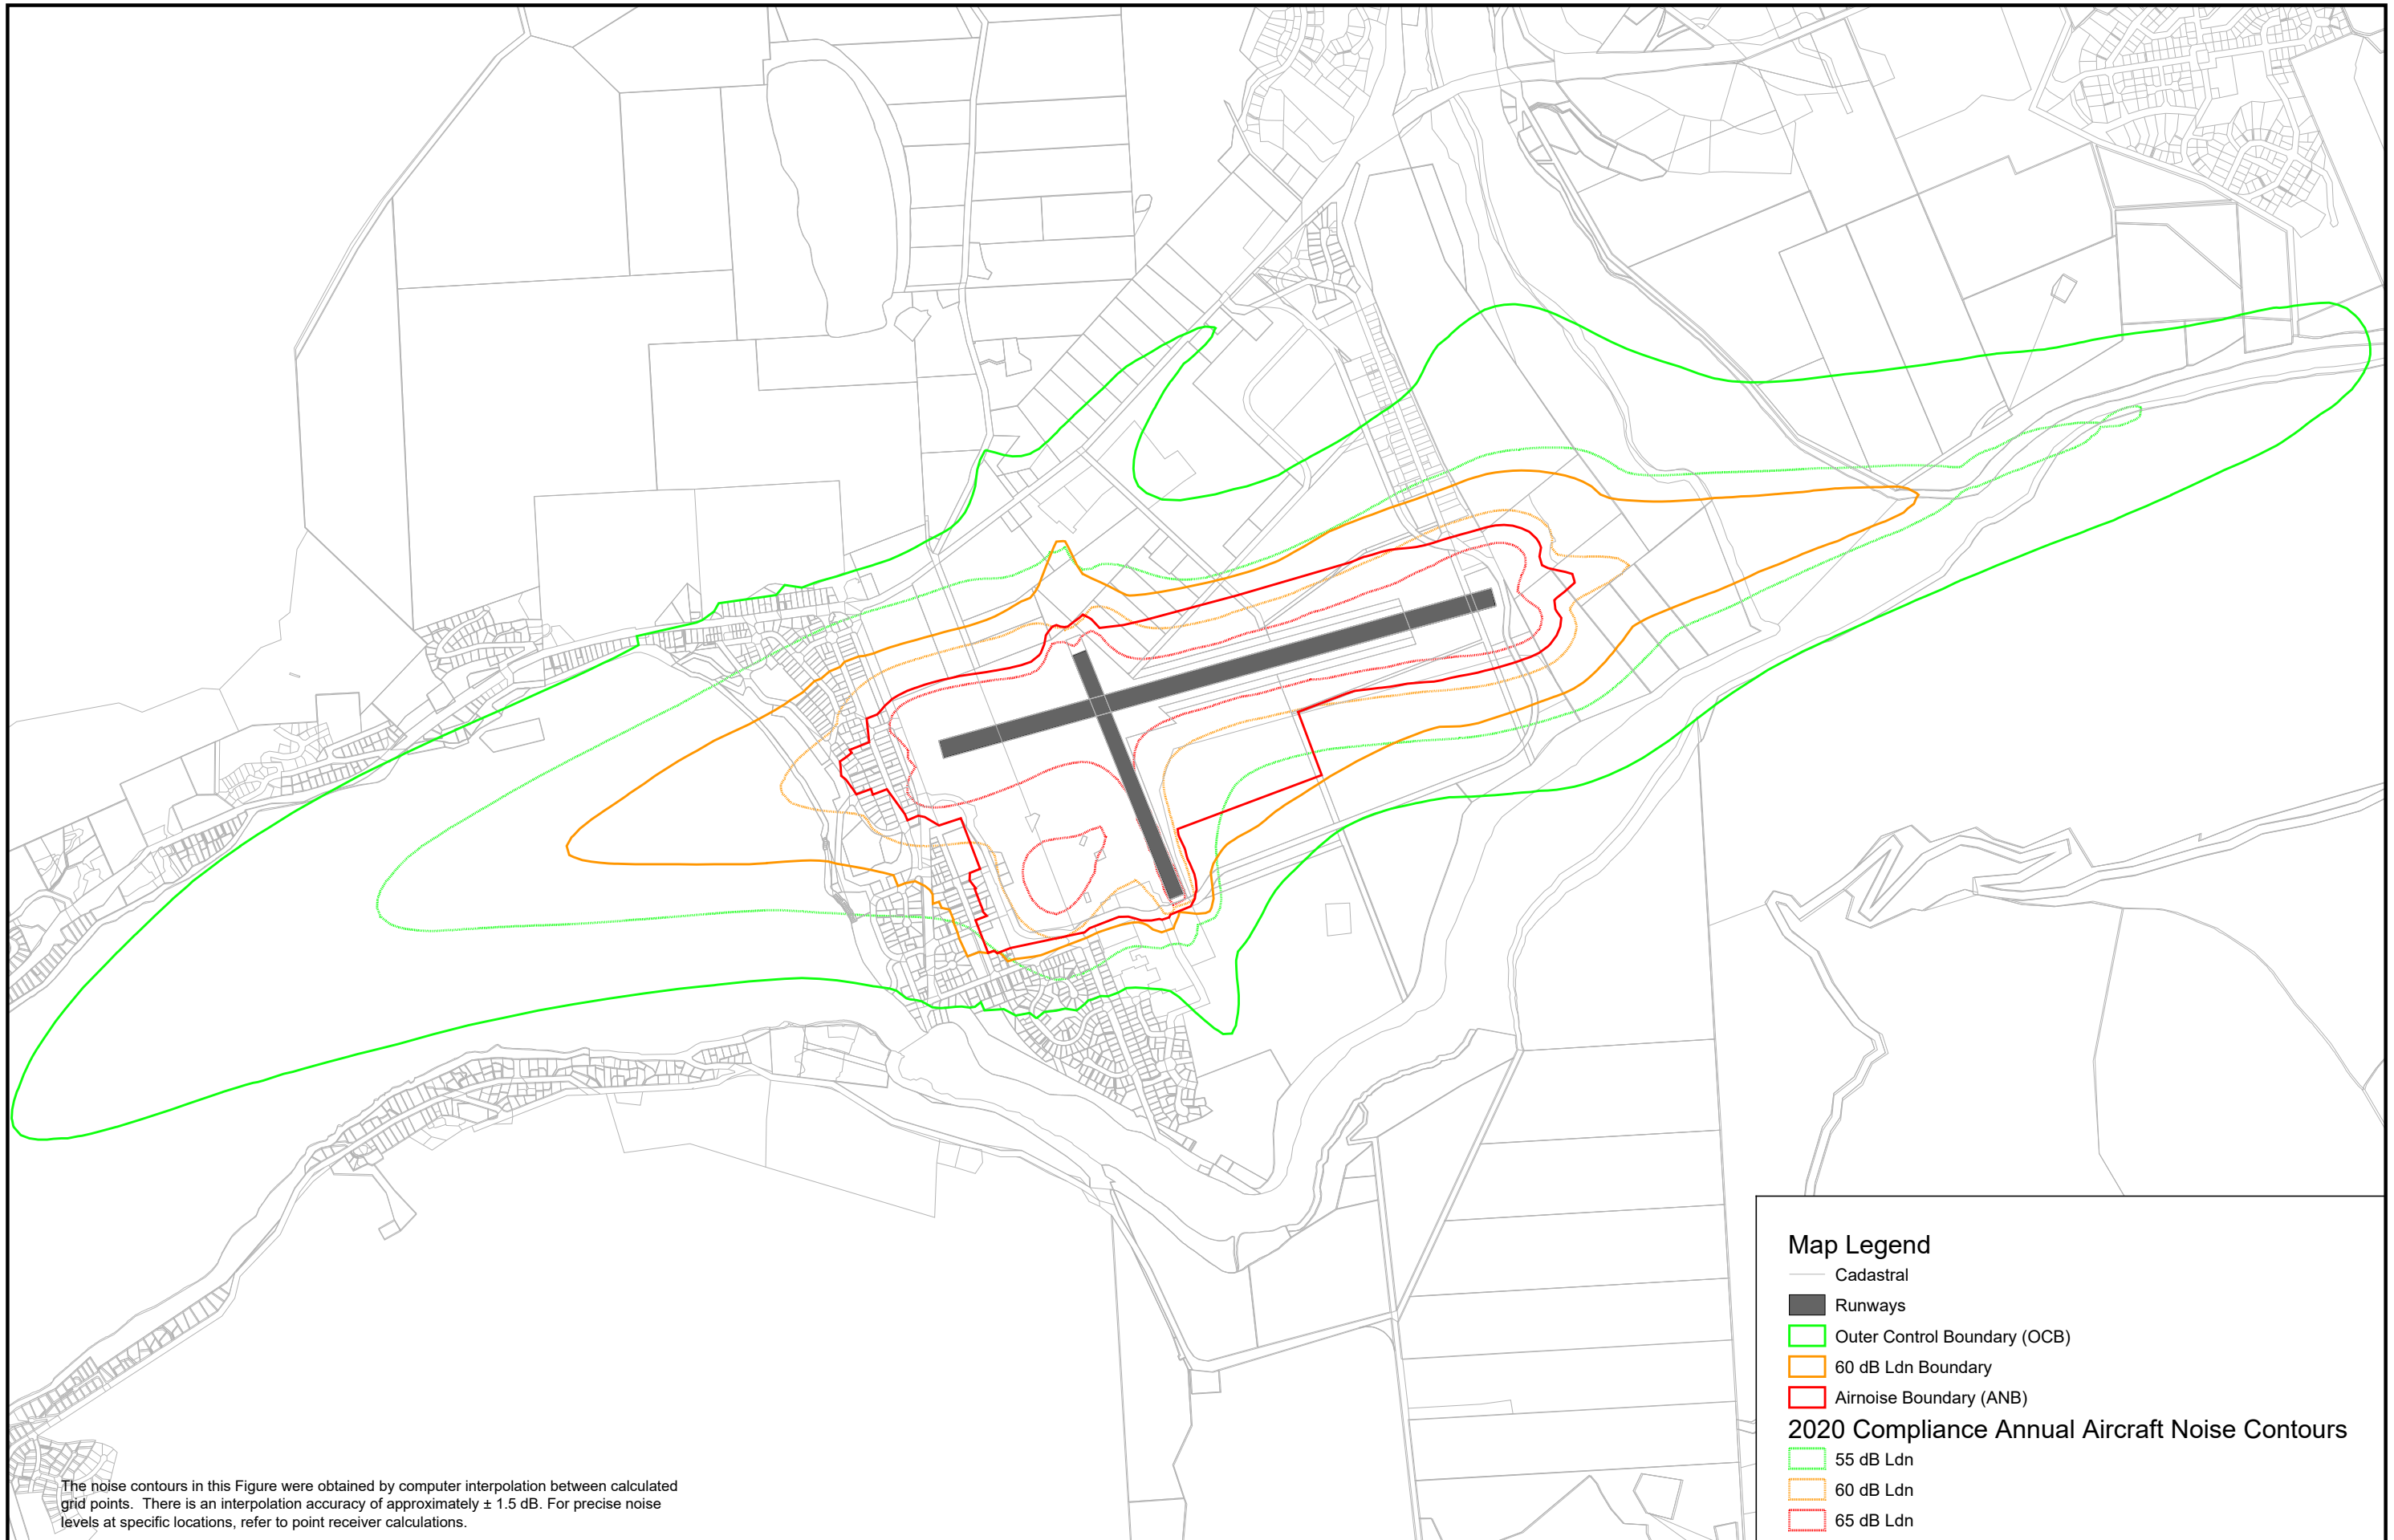 The noise contours in this Figure were obtained by computer interpolation between calculated
grid points.  There is an interpolation accuracy of approximately ± 1.5 dB. For precise noise
levels at specific locations, refer to point receiver calculations.
Map Legend
Cadastral
Runways
Outer Control Boundary (OCB)
60 dB Ldn Boundary
Airnoise Boundary (ANB)
2020 Compliance Annual Aircraft Noise Contours
55 dB Ldn
60 dB Ldn
65 dB Ldn